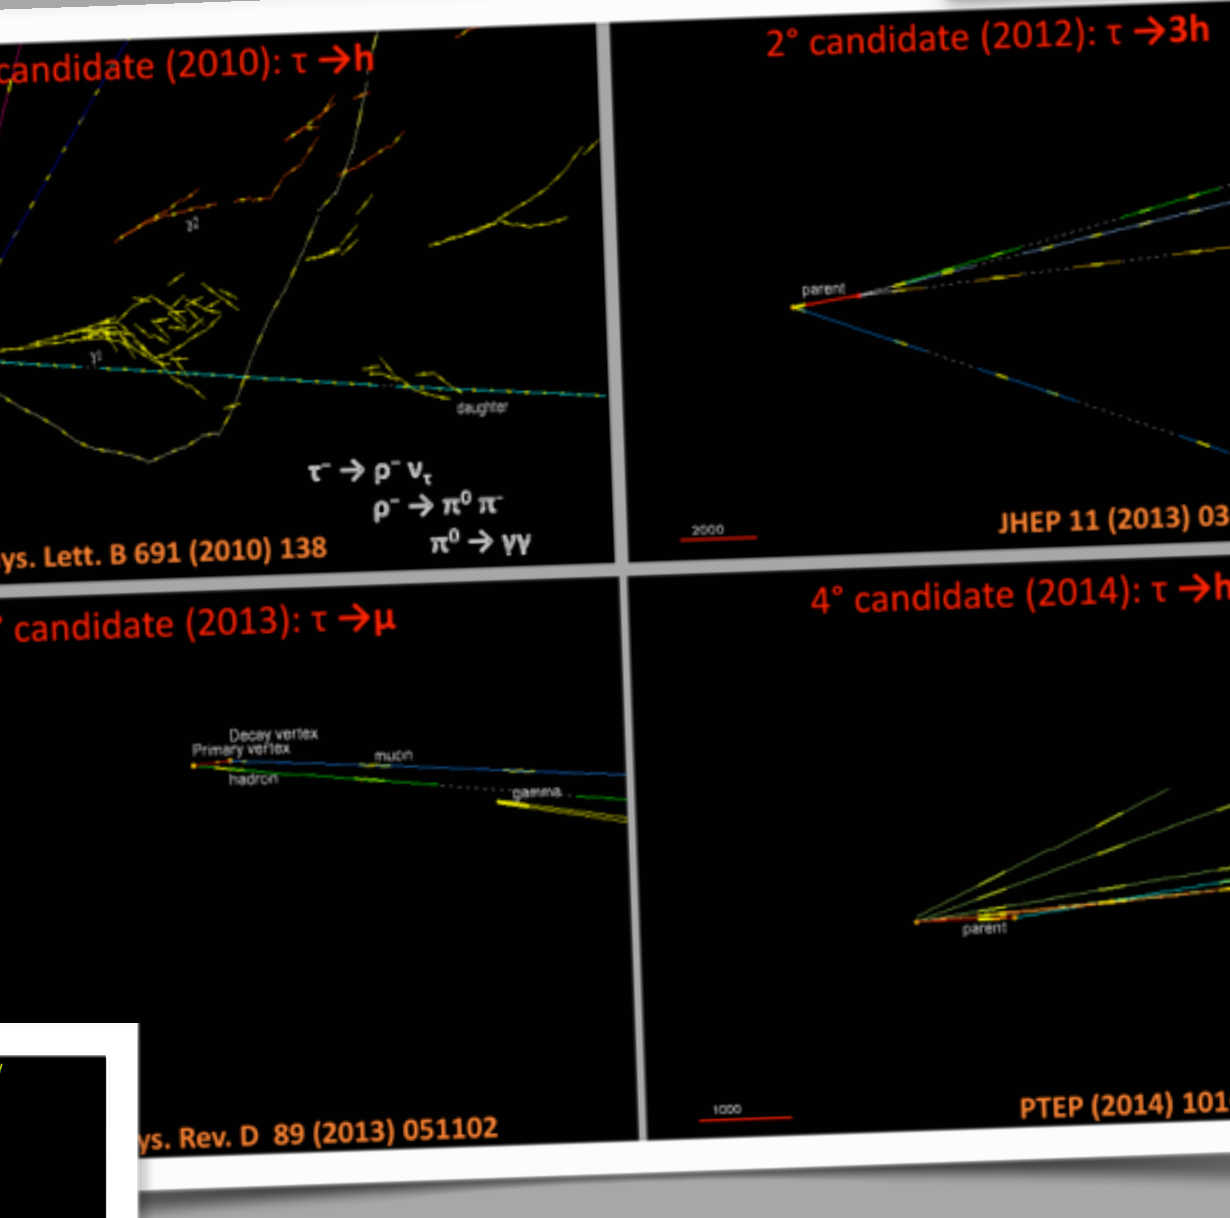 candidate (2010): τ →h
γ2
γ1
daughter
τ⁻ → ρ⁻ ν_τ
ρ⁻ → π⁰ π⁻
π⁰ → γγ
ys. Lett. B 691 (2010) 138
2° candidate (2012): τ →3h
parent
2000
JHEP 11 (2013) 03
° candidate (2013): τ →μ
Decay vertex
Primary vertex
muon
hadron
gamma
ys. Rev. D 89 (2013) 051102
4° candidate (2014): τ →h
parent
1000
PTEP (2014) 101